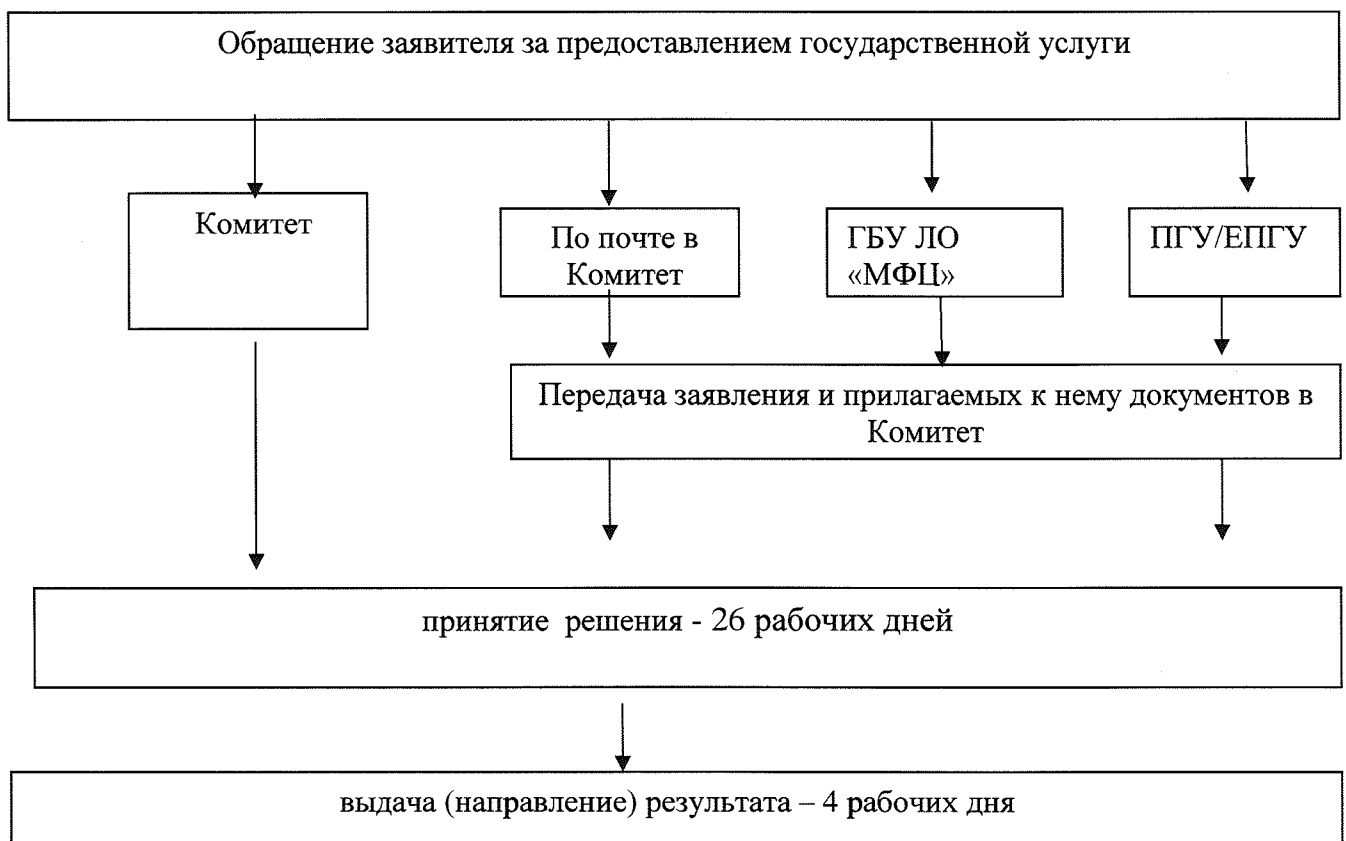 Обращение заявителя за предоставлением государственной услуги
Комитет
По почте в
Комитет
ГБУ ЛО
«МФЦ»
ПГУ/ЕПГУ
Передача заявления и прилагаемых к нему документов в
Комитет
принятие решения - 26 рабочих дней
выдача (направление) результата – 4 рабочих дня